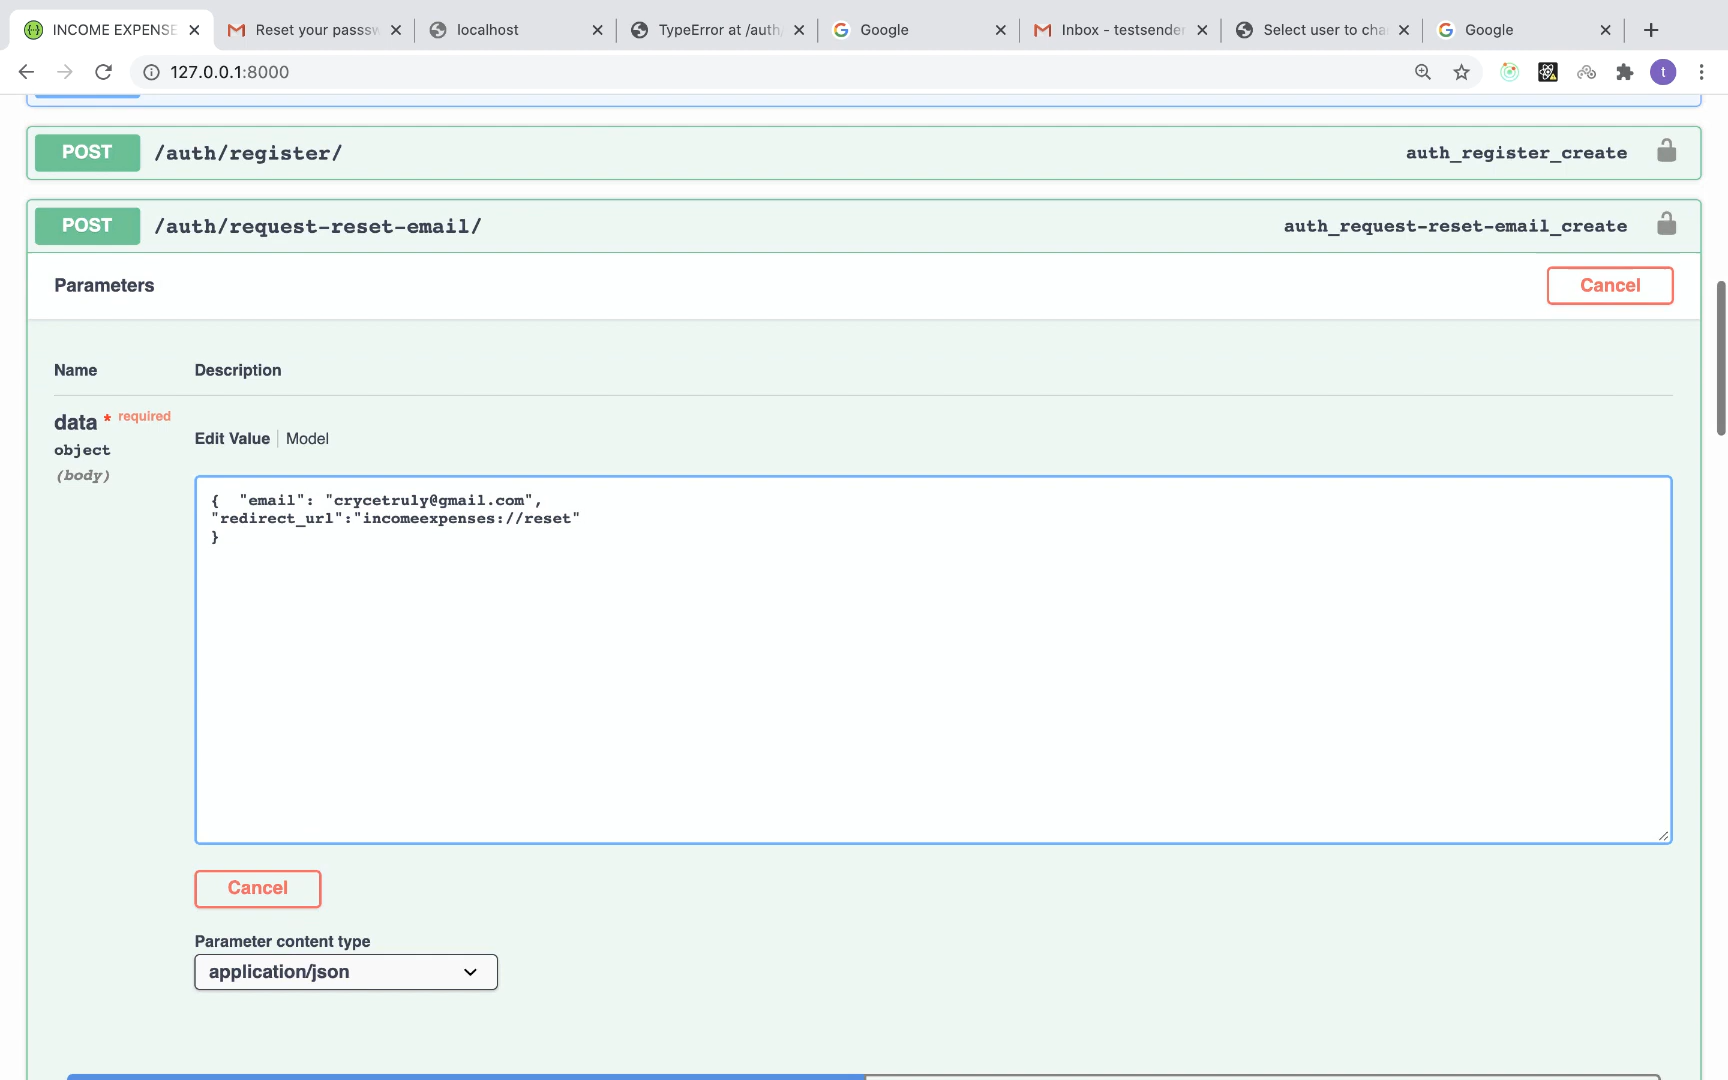 INCOME EXPENSE
Reset your passsw
localhost
TypeError at /auth/
Google
Inbox - testsender
Select user to cha
Google
127.0.0.1:8000
t
POST /auth/register/ auth_register_create
POST /auth/request-reset-email/ auth_request-reset-email_create
Parameters Cancel
Name Description
data * required
object
(body)
Edit Value Model
{  "email": "crycetruly@gmail.com",
"redirect_url":"incomeexpenses://reset"
}
Cancel
Parameter content type
application/json